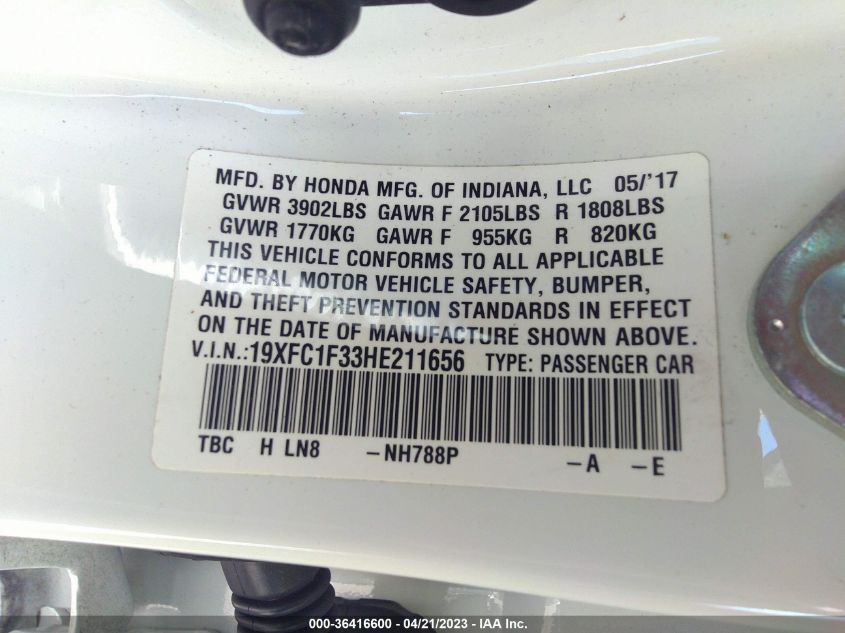 MFD. BY HONDA MFG. OF INDIANA, LLC 05/'17
GVWR 3902LBS GAWR F 2105LBS R 1808LBS
GVWR 1770KG GAWR F 955KG R 820KG
THIS VEHICLE CONFORMS TO ALL APPLICABLE
FEDERAL MOTOR VEHICLE SAFETY, BUMPER,
AND THEFT PREVENTION STANDARDS IN EFFECT
ON THE DATE OF MANUFACTURE SHOWN ABOVE.
V.I.N.:19XFC1F33HE211656 TYPE: PASSENGER CAR
TBC H LN8 -NH788P -A -E
000-36416600 - 04/21/2023 - IAA Inc.